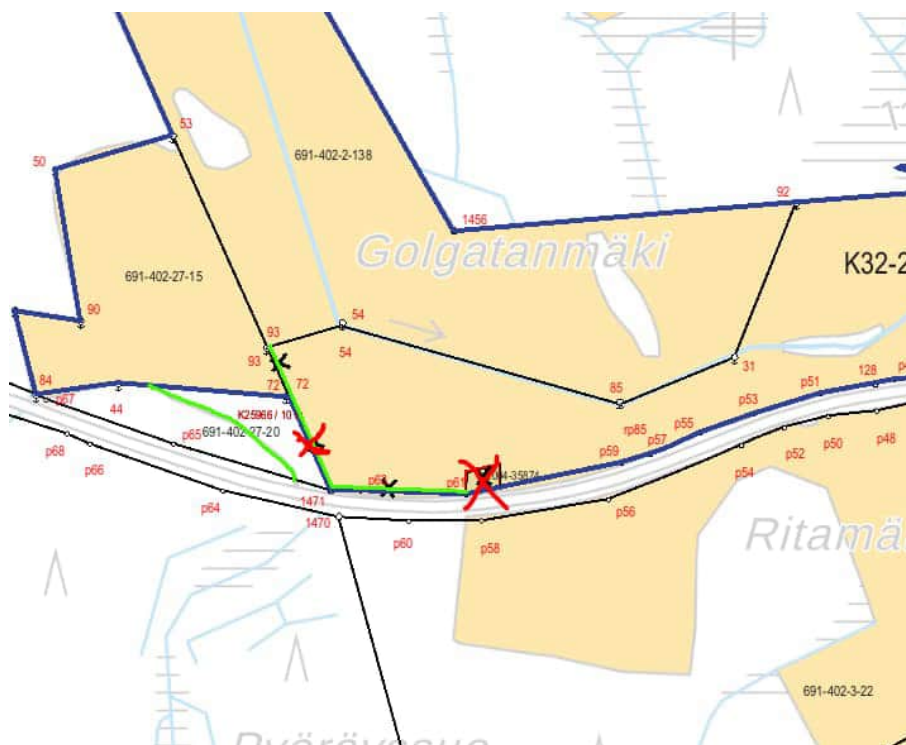 53
50
691-402-2-138
92
1456
Golgatanmäki
K32-2
691-402-27-15
90
54
54
93
93
31
84
p67
44
72
72
85
128
p51
p53
K25966 / 10
691-402-27-20
rp85
p55
p57
p50
p48
p52
p68
p65
p66
p59
p54
p63
p61
p64
1471
1470
p56
p60
p58
Ritamä
691-402-3-22